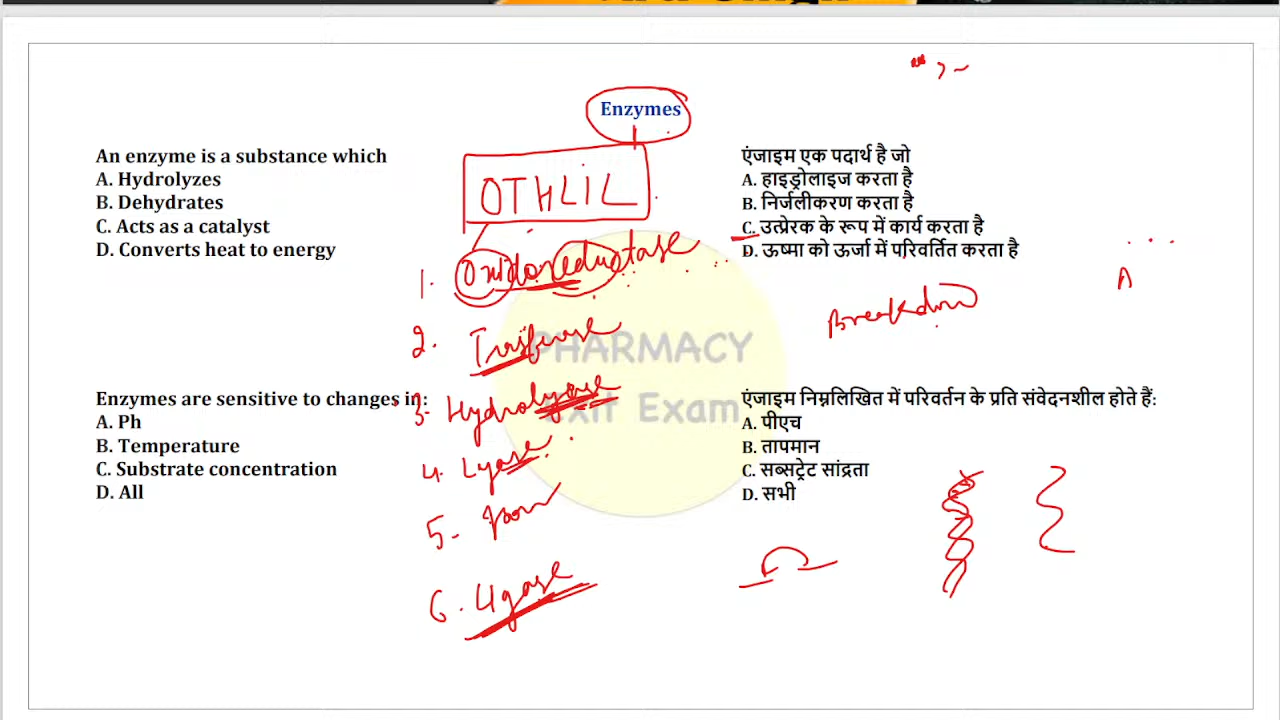 Enzymes
An enzyme is a substance which
A. Hydrolyzes
B. Dehydrates
C. Acts as a catalyst
D. Converts heat to energy
एंजाइम एक पदार्थ है जो
A. हाइड्रोलाइज करता है
B. निर्जलीकरण करता है
C. उत्प्रेरक के रूप में कार्य करता है
D. ऊष्मा को ऊर्जा में परिवर्तित करता है
OTHLIL
1. Oxidoreductase
2.
3. Hydrolyase
4. Lyase
5.
6. Ligase
Breakdown
A
PHARMACY
Exit Exam
Enzymes are sensitive to changes in:
A. Ph
B. Temperature
C. Substrate concentration
D. All
एंजाइम निम्नलिखित में परिवर्तन के प्रति संवेदनशील होते हैं:
A. पीएच
B. तापमान
C. सब्सट्रेट सांद्रता
D. सभी